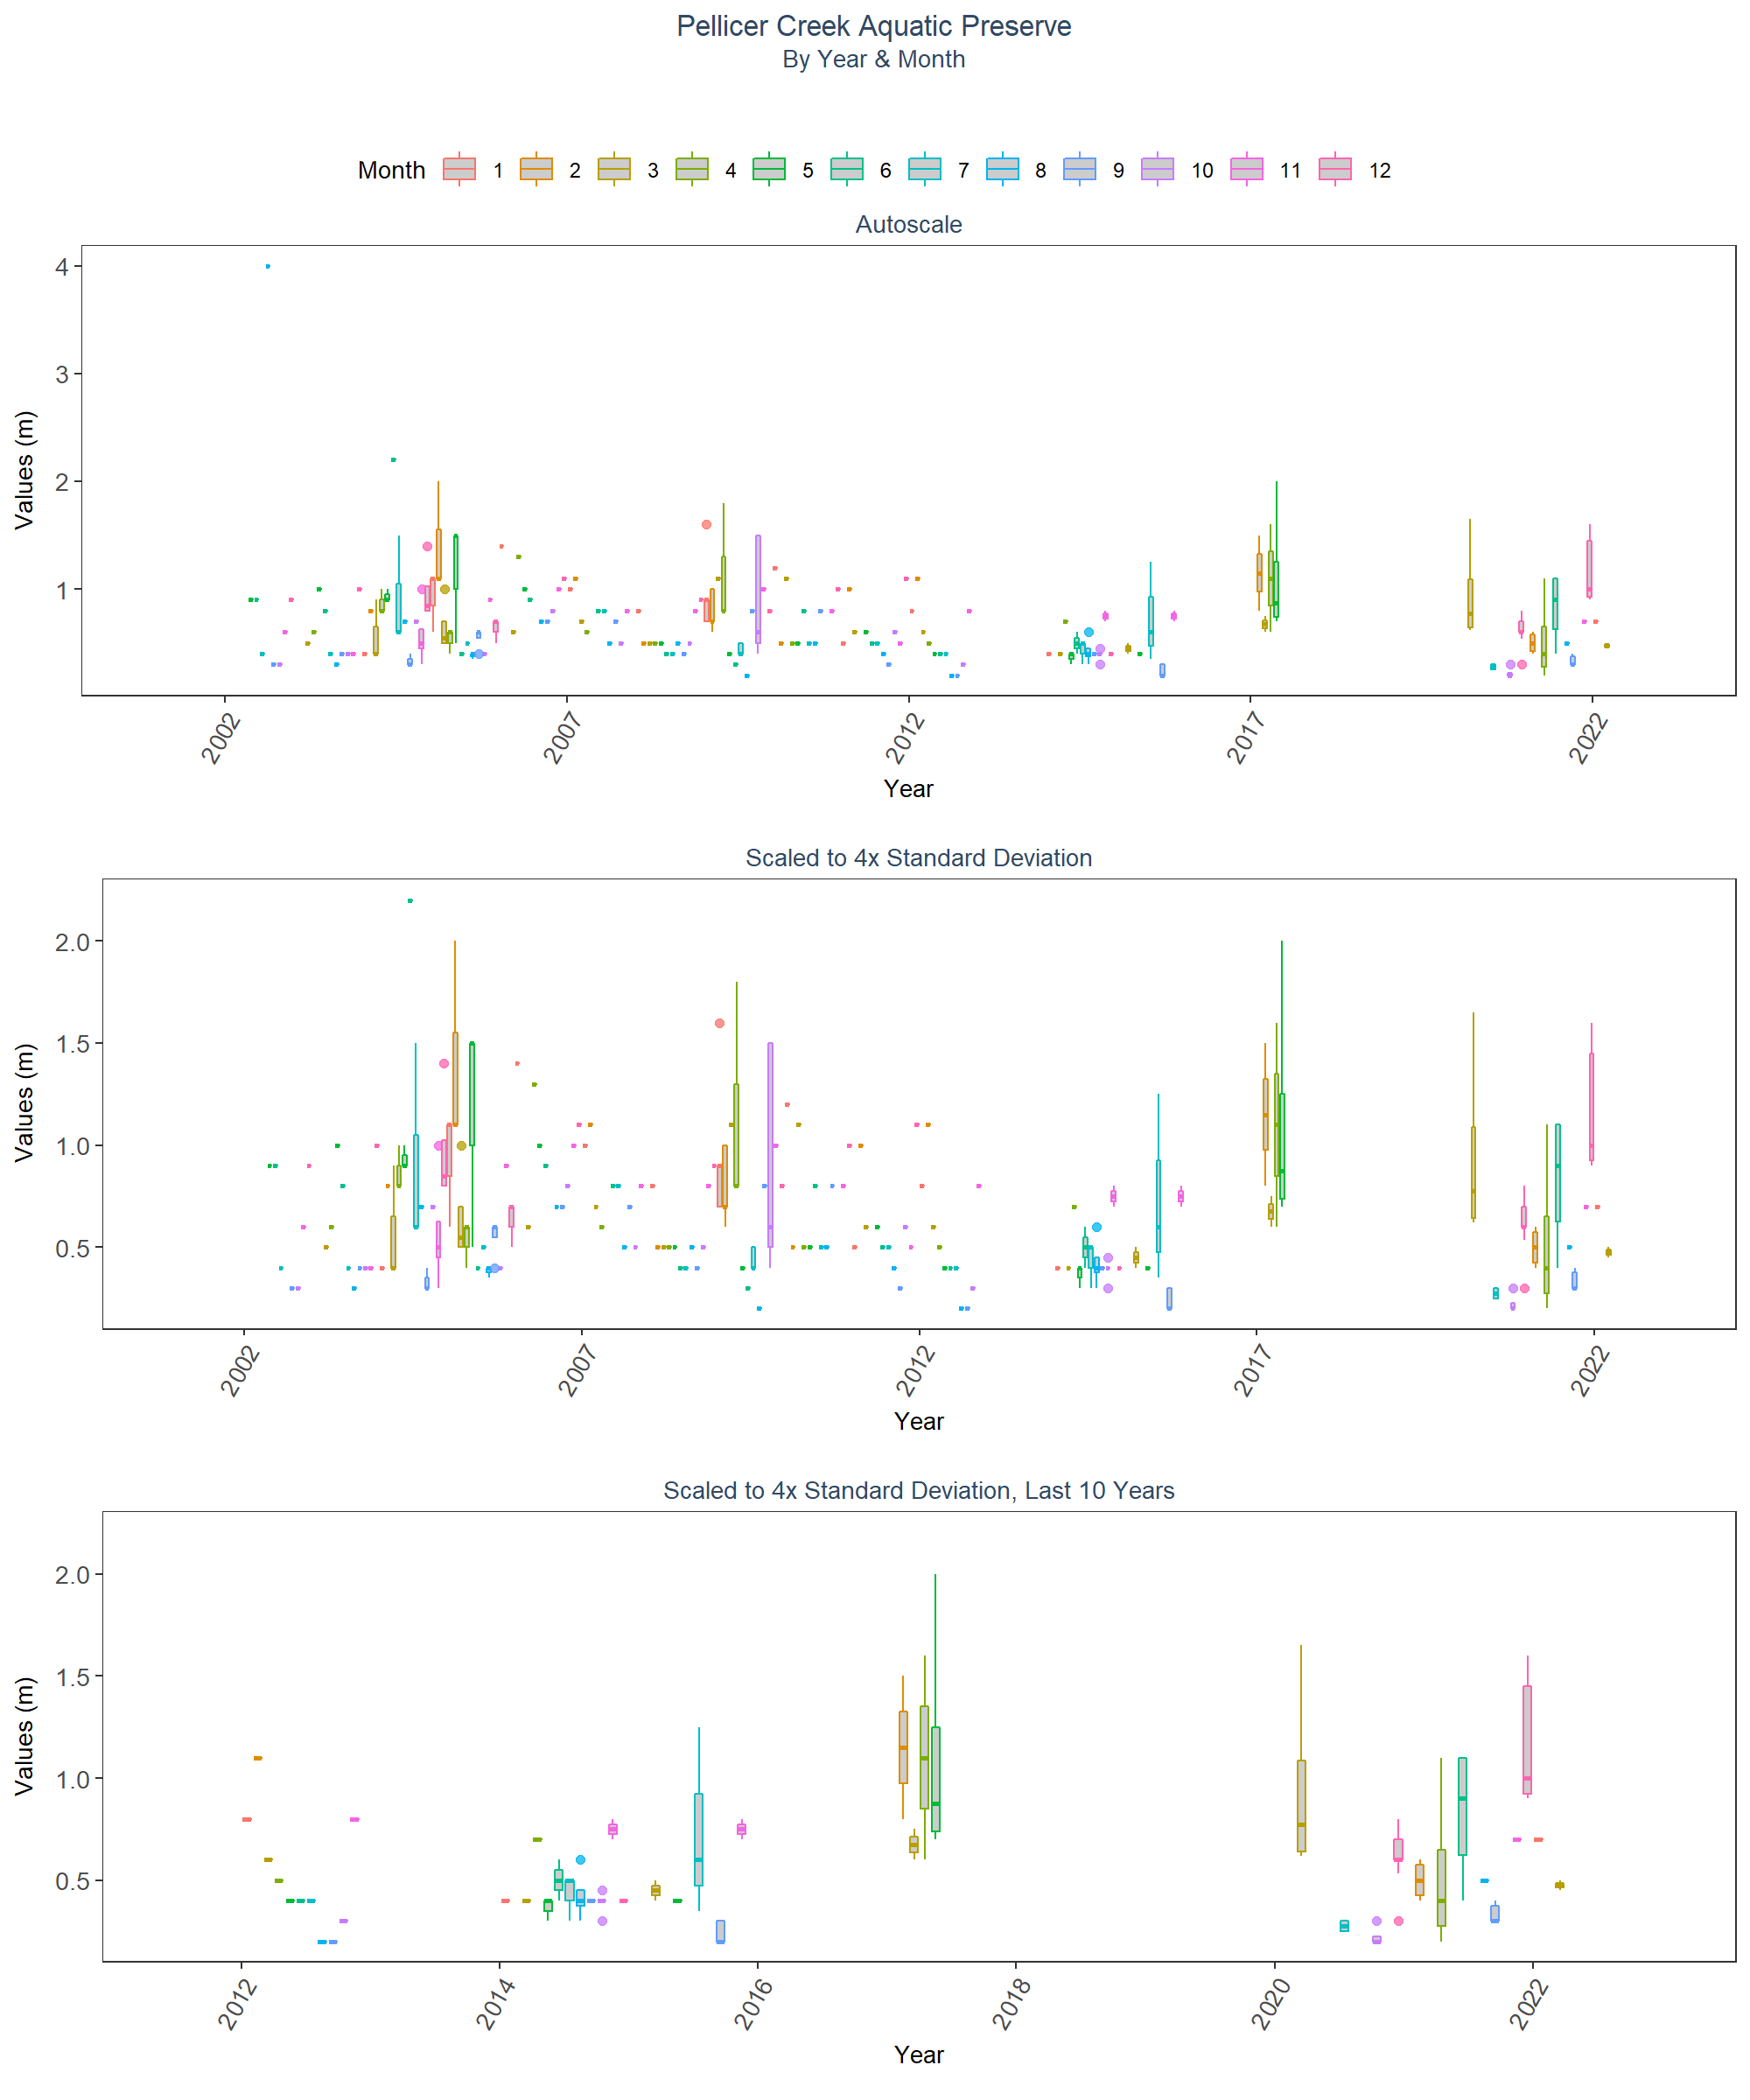 Pellicer Creek Aquatic Preserve
By Year & Month
Month 1 2 3 4 5 6 7 8 9 10 11 12
Autoscale
Values (m)
4
3
2
1
2002 2007 2012 2017 2022
Year
Scaled to 4x Standard Deviation
Values (m)
2.0
1.5
1.0
0.5
2002 2007 2012 2017 2022
Year
Scaled to 4x Standard Deviation, Last 10 Years
Values (m)
2.0
1.5
1.0
0.5
2012 2014 2016 2018 2020 2022
Year